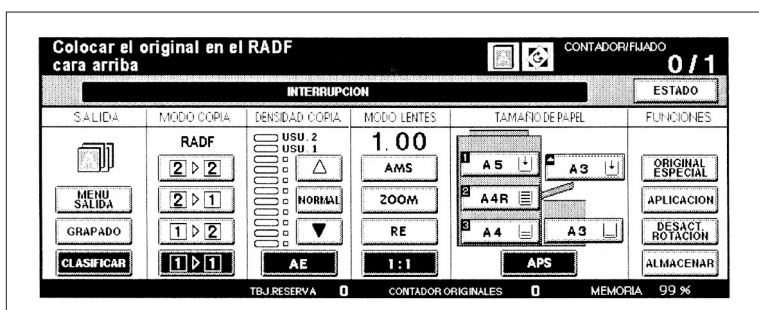 Colocar el original en el RADF
cara arriba
CONTADOR/FIJADO
0/1
INTERRUPCION
ESTADO
SALIDA
MODO COPIA
DENSIDAD COPIA
MODO LENTES
TAMAÑO DE PAPEL
FUNCIONES
RADF
USU. 2
USU. 1
1.00
2 ▷ 2
AMS
1 A5
A3
ORIGINAL
ESPECIAL
MENU
SALIDA
2 ▷ 1
NORMAL
ZOOM
2 A4R
APLICACION
GRAPADO
1 ▷ 2
RE
3 A4
A3
DESACT.
ROTACION
CLASIFICAR
1 ▷ 1
AE
1:1
APS
ALMACENAR
TBJ.RESERVA 0 CONTADOR ORIGINALES 0 MEMORIA 99 %